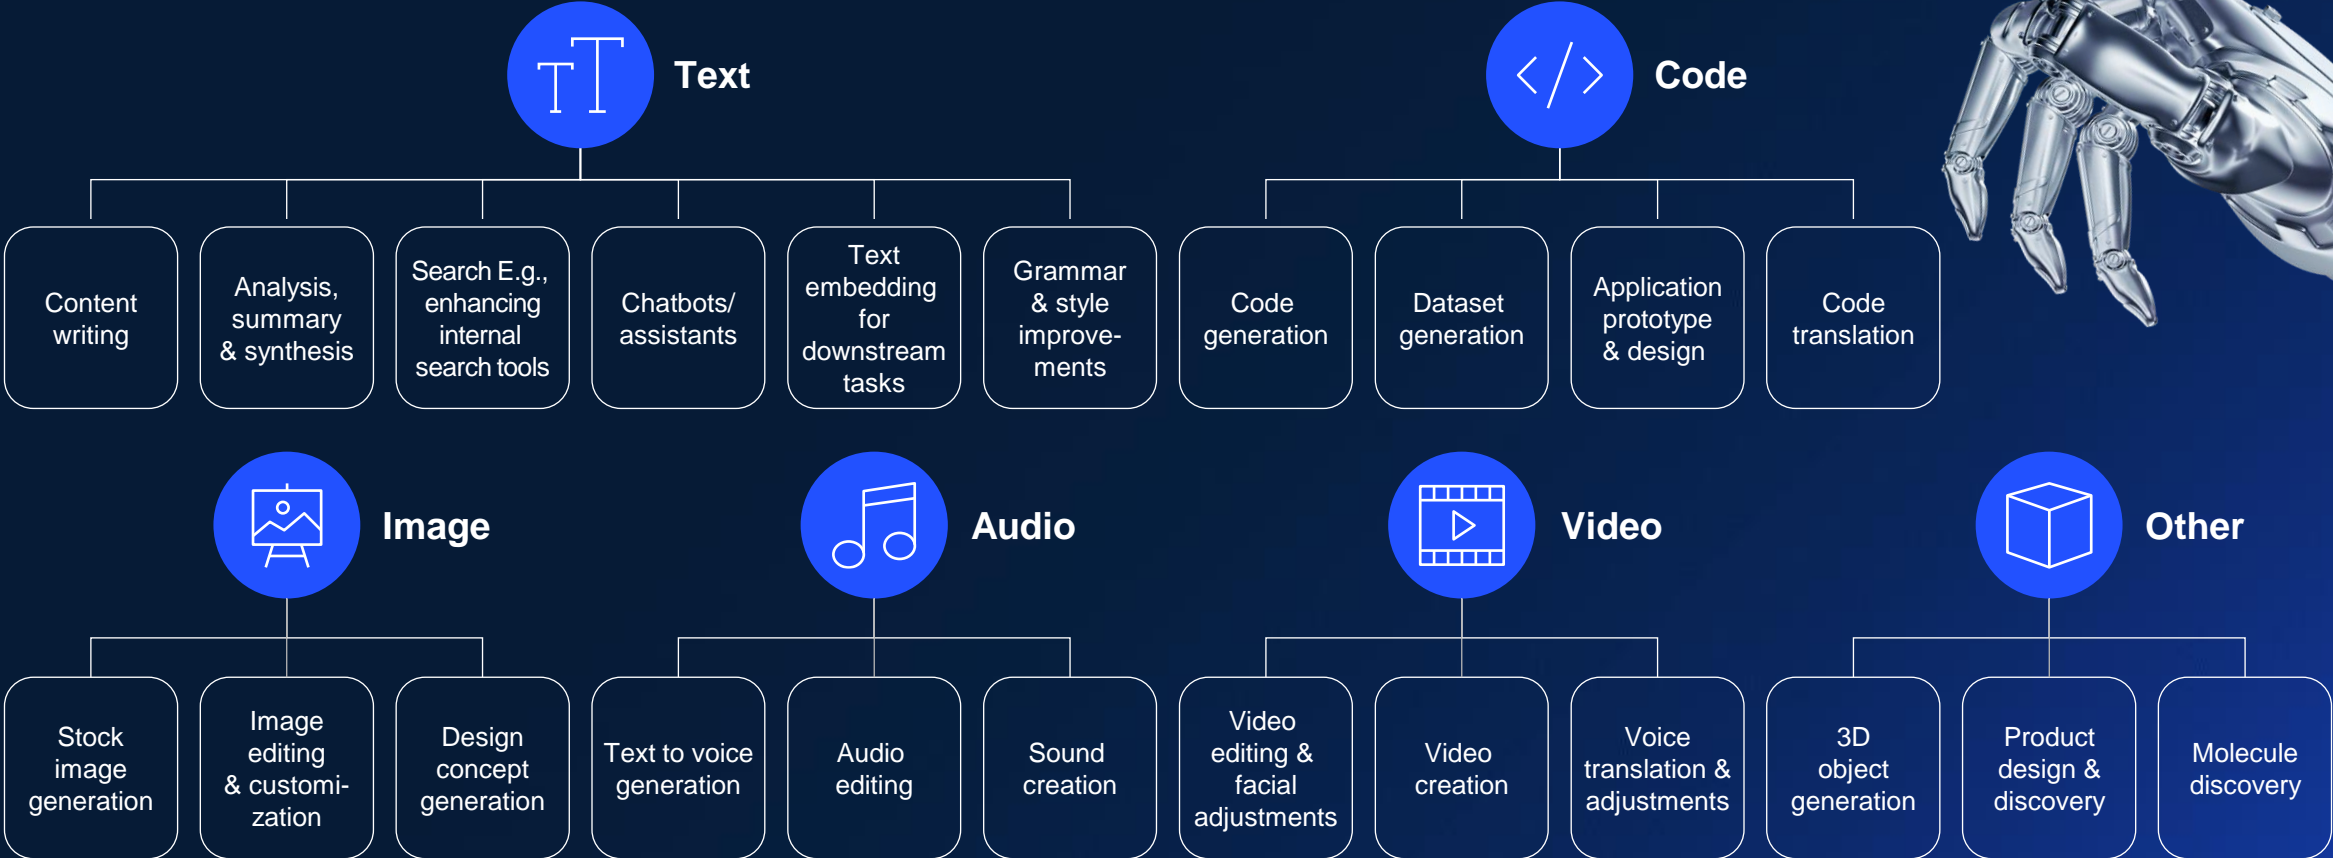 Text
Content
writing
Analysis,
summary
& synthesis
Search E.g.,
enhancing
internal
search tools
Chatbots/
assistants
Text
embedding
for
downstream
tasks
Grammar
& style
improve-
ments
Code
Code
generation
Dataset
generation
Application
prototype
& design
Code
translation
Image
Stock
image
generation
Image
editing
& customi-
zation
Design
concept
generation
Audio
Text to voice
generation
Audio
editing
Sound
creation
Video
Video
editing &
facial
adjustments
Video
creation
Voice
translation &
adjustments
Other
3D
object
generation
Product
design &
discovery
Molecule
discovery